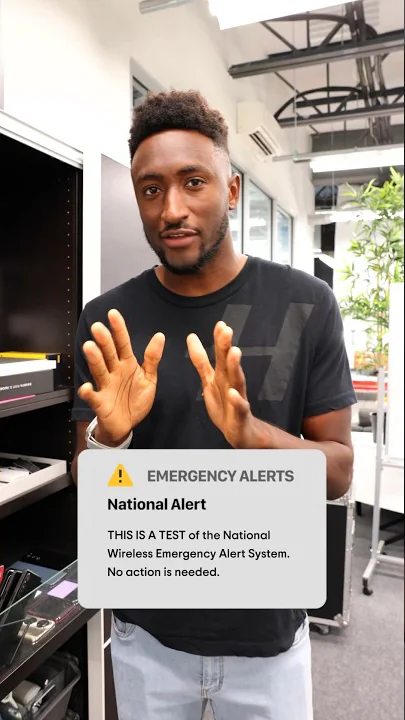 EMERGENCY ALERTS
National Alert
THIS IS A TEST of the National
Wireless Emergency Alert System.
No action is needed.